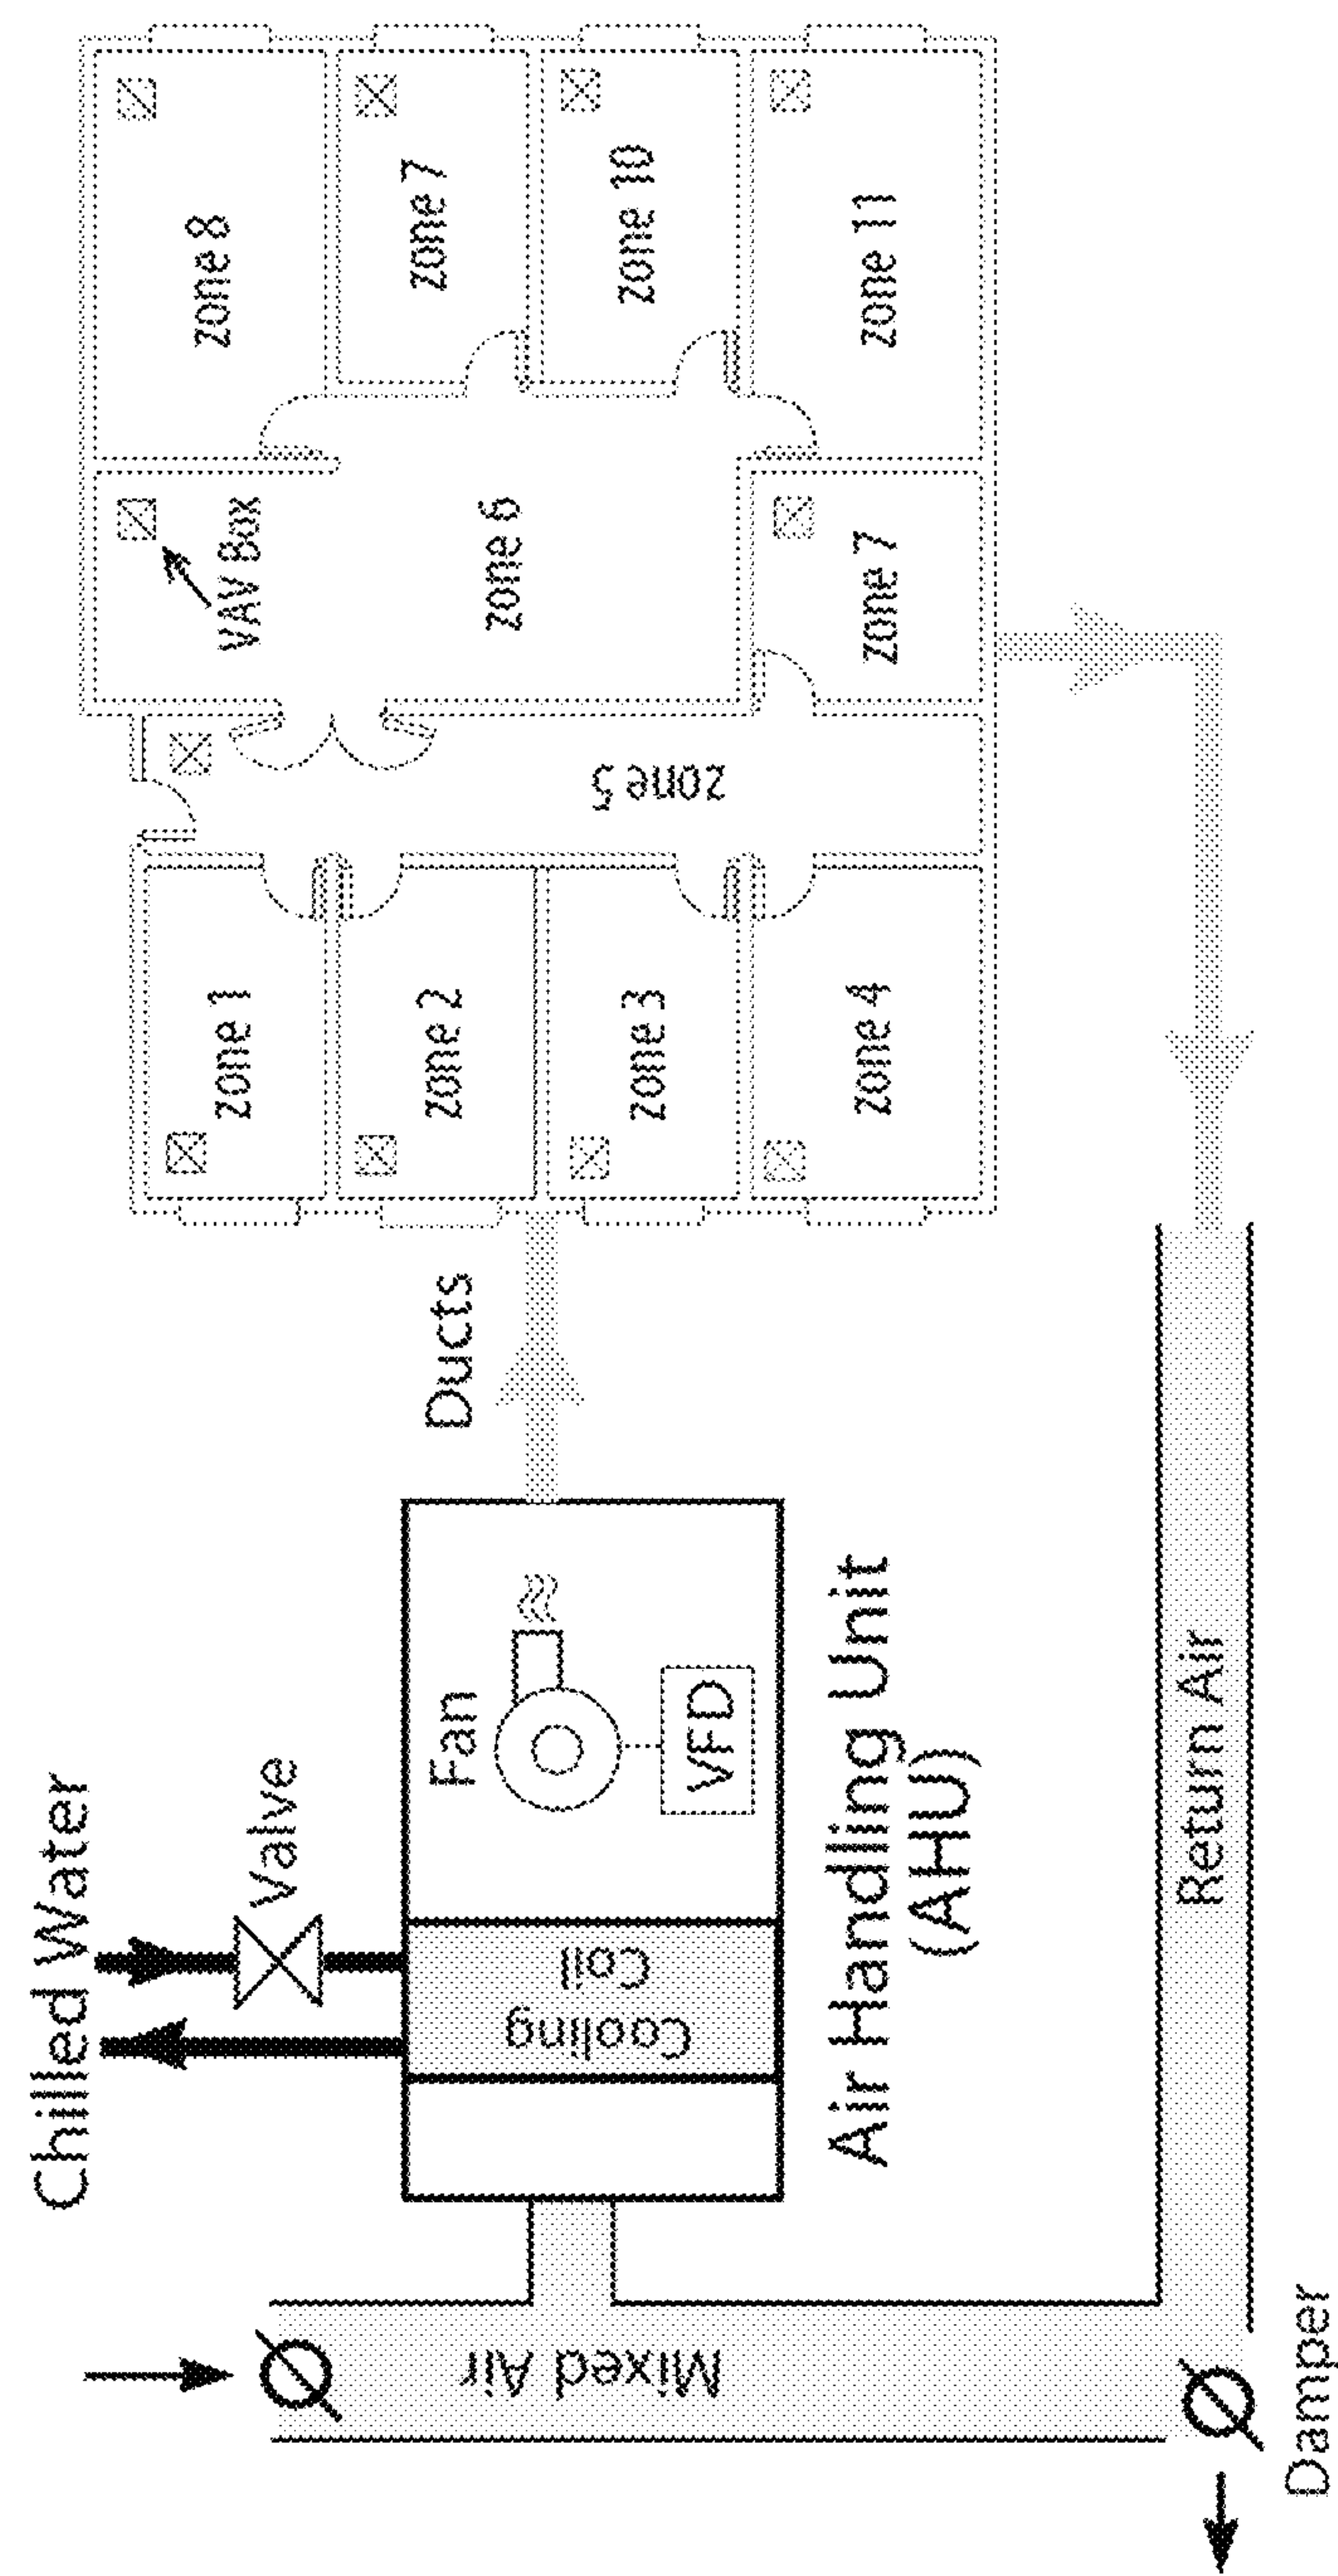 Chilled Water
Valve
Fan
VFD
Cooling
Coil
Air Handling Unit
(AHU)
Mixed Air
Return Air
Damper
Ducts
zone 1
zone 2
zone 3
zone 4
zone 5
VAV Box
zone 6
zone 7
zone 8
zone 7
zone 10
zone 11